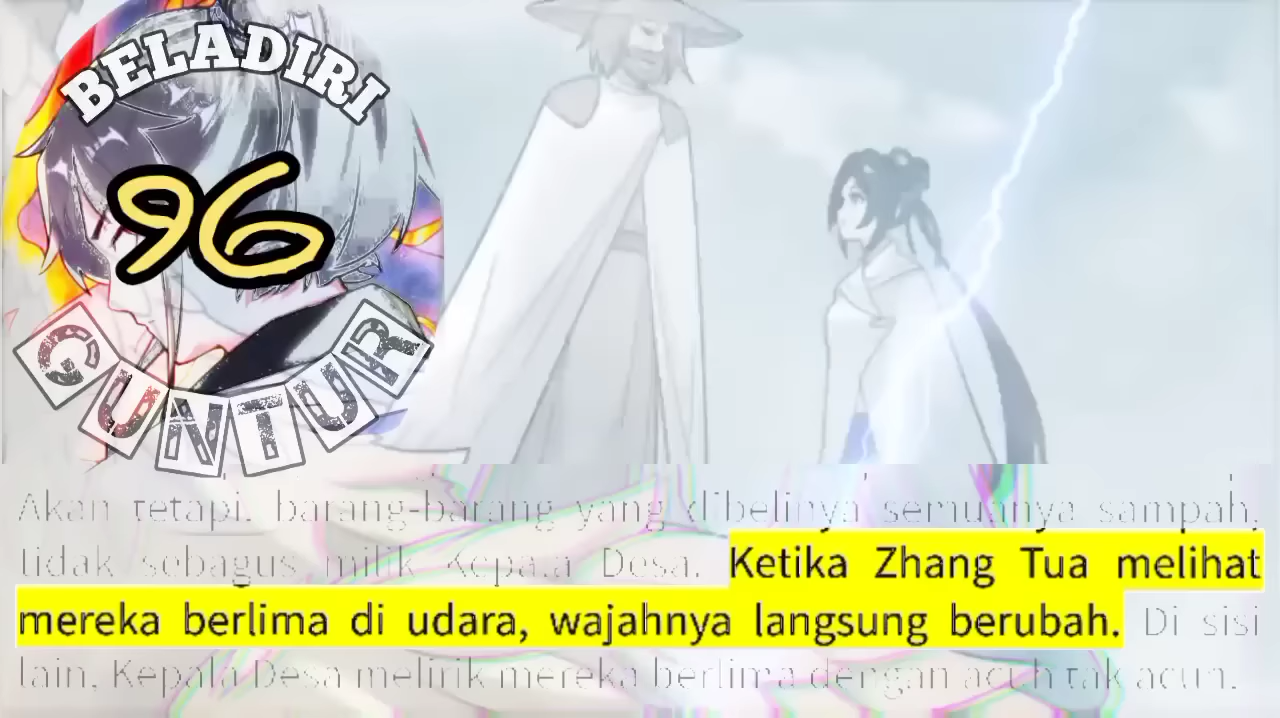 BELADIRI
96
GUNTUR
Akan tetapi, barang-barang yang dibelinya semuanya sampah,
tidak sebagus milik Kepala Desa. Ketika Zhang Tua melihat
mereka berlima di udara, wajahnya langsung berubah. Di sisi
lain, Kepala Desa melirik mereka berlima dengan acuh tak acuh.